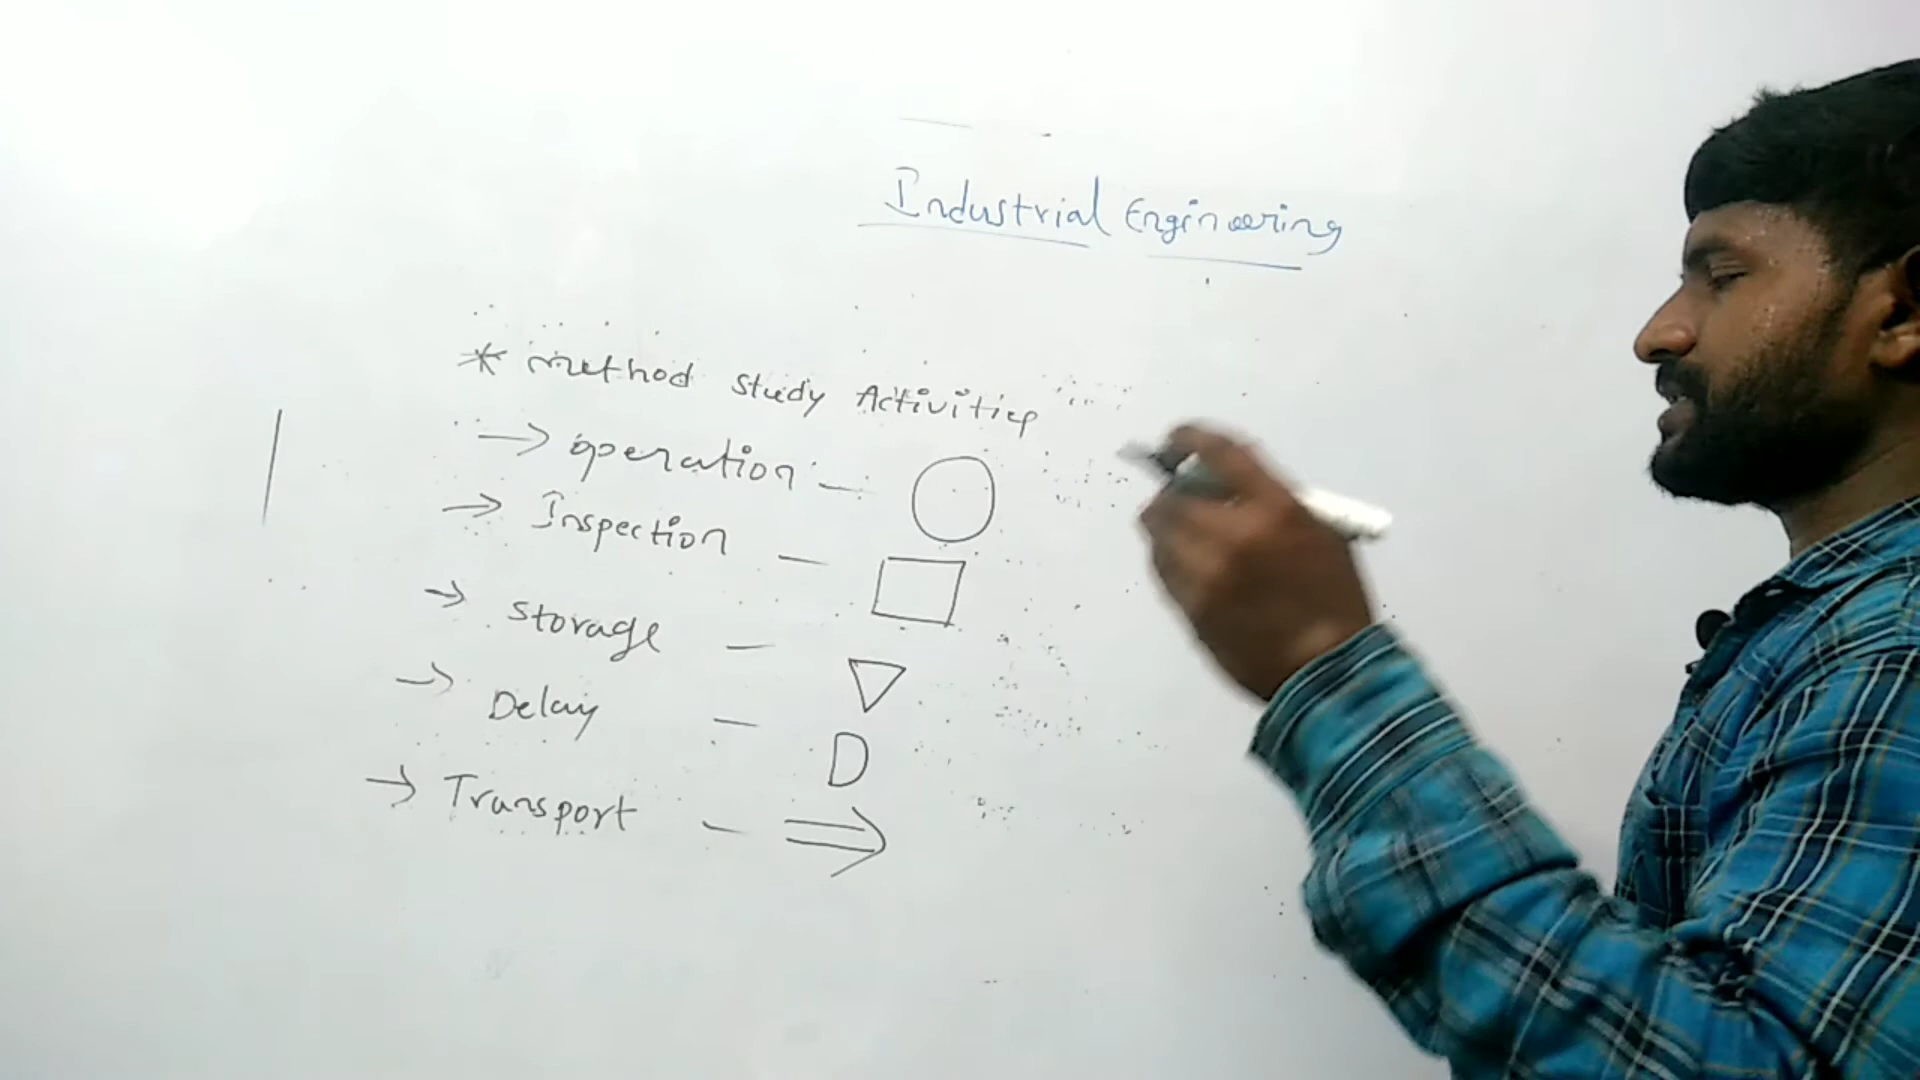 Industrial Engineering
* method study Activities
→ operation — ○
→ Inspection — □
→ storage — ▽
→ Delay — D
→ Transport — ⇒